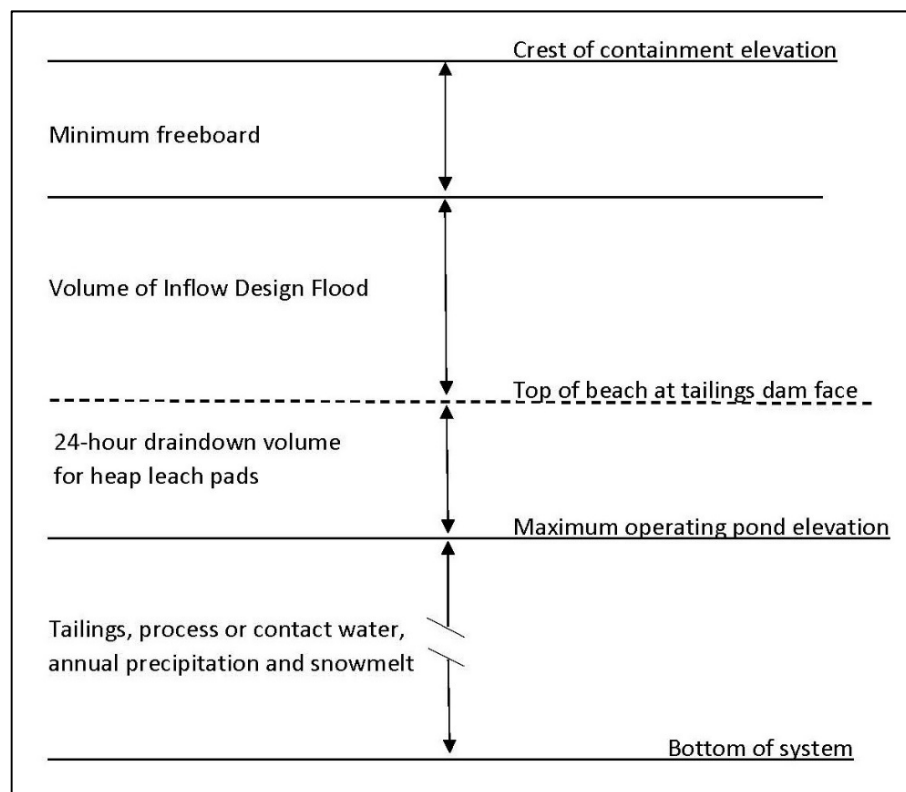 Crest of containment elevation
Minimum freeboard
Volume of Inflow Design Flood
Top of beach at tailings dam face
24-hour draindown volume
for heap leach pads
Maximum operating pond elevation
Tailings, process or contact water,
annual precipitation and snowmelt
Bottom of system